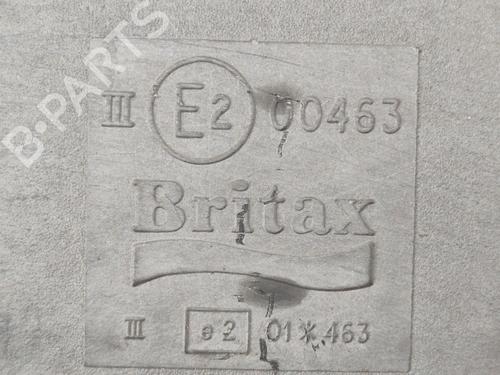 B-PARTS
III E2 00463
Britax
III e2 01*463